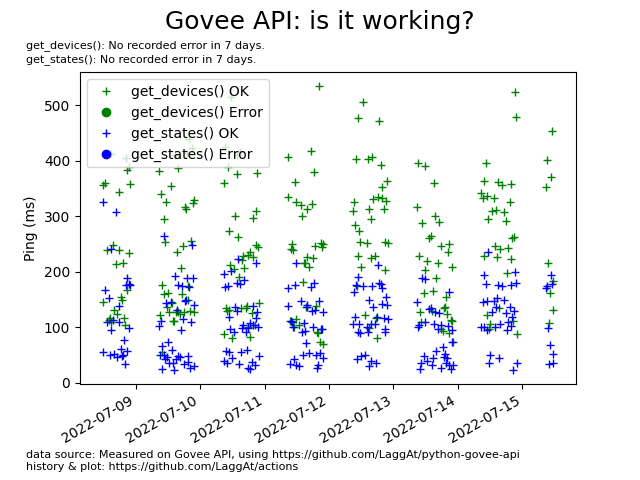 Govee API: is it working?
get_devices(): No recorded error in 7 days.
get_states(): No recorded error in 7 days.
get_devices() OK
get_devices() Error
get_states() OK
get_states() Error
Ping (ms)
500
400
300
200
100
0
2022-07-09
2022-07-10
2022-07-11
2022-07-12
2022-07-13
2022-07-14
2022-07-15
data source: Measured on Govee API, using https://github.com/LaggAt/python-govee-api
history & plot: https://github.com/LaggAt/actions